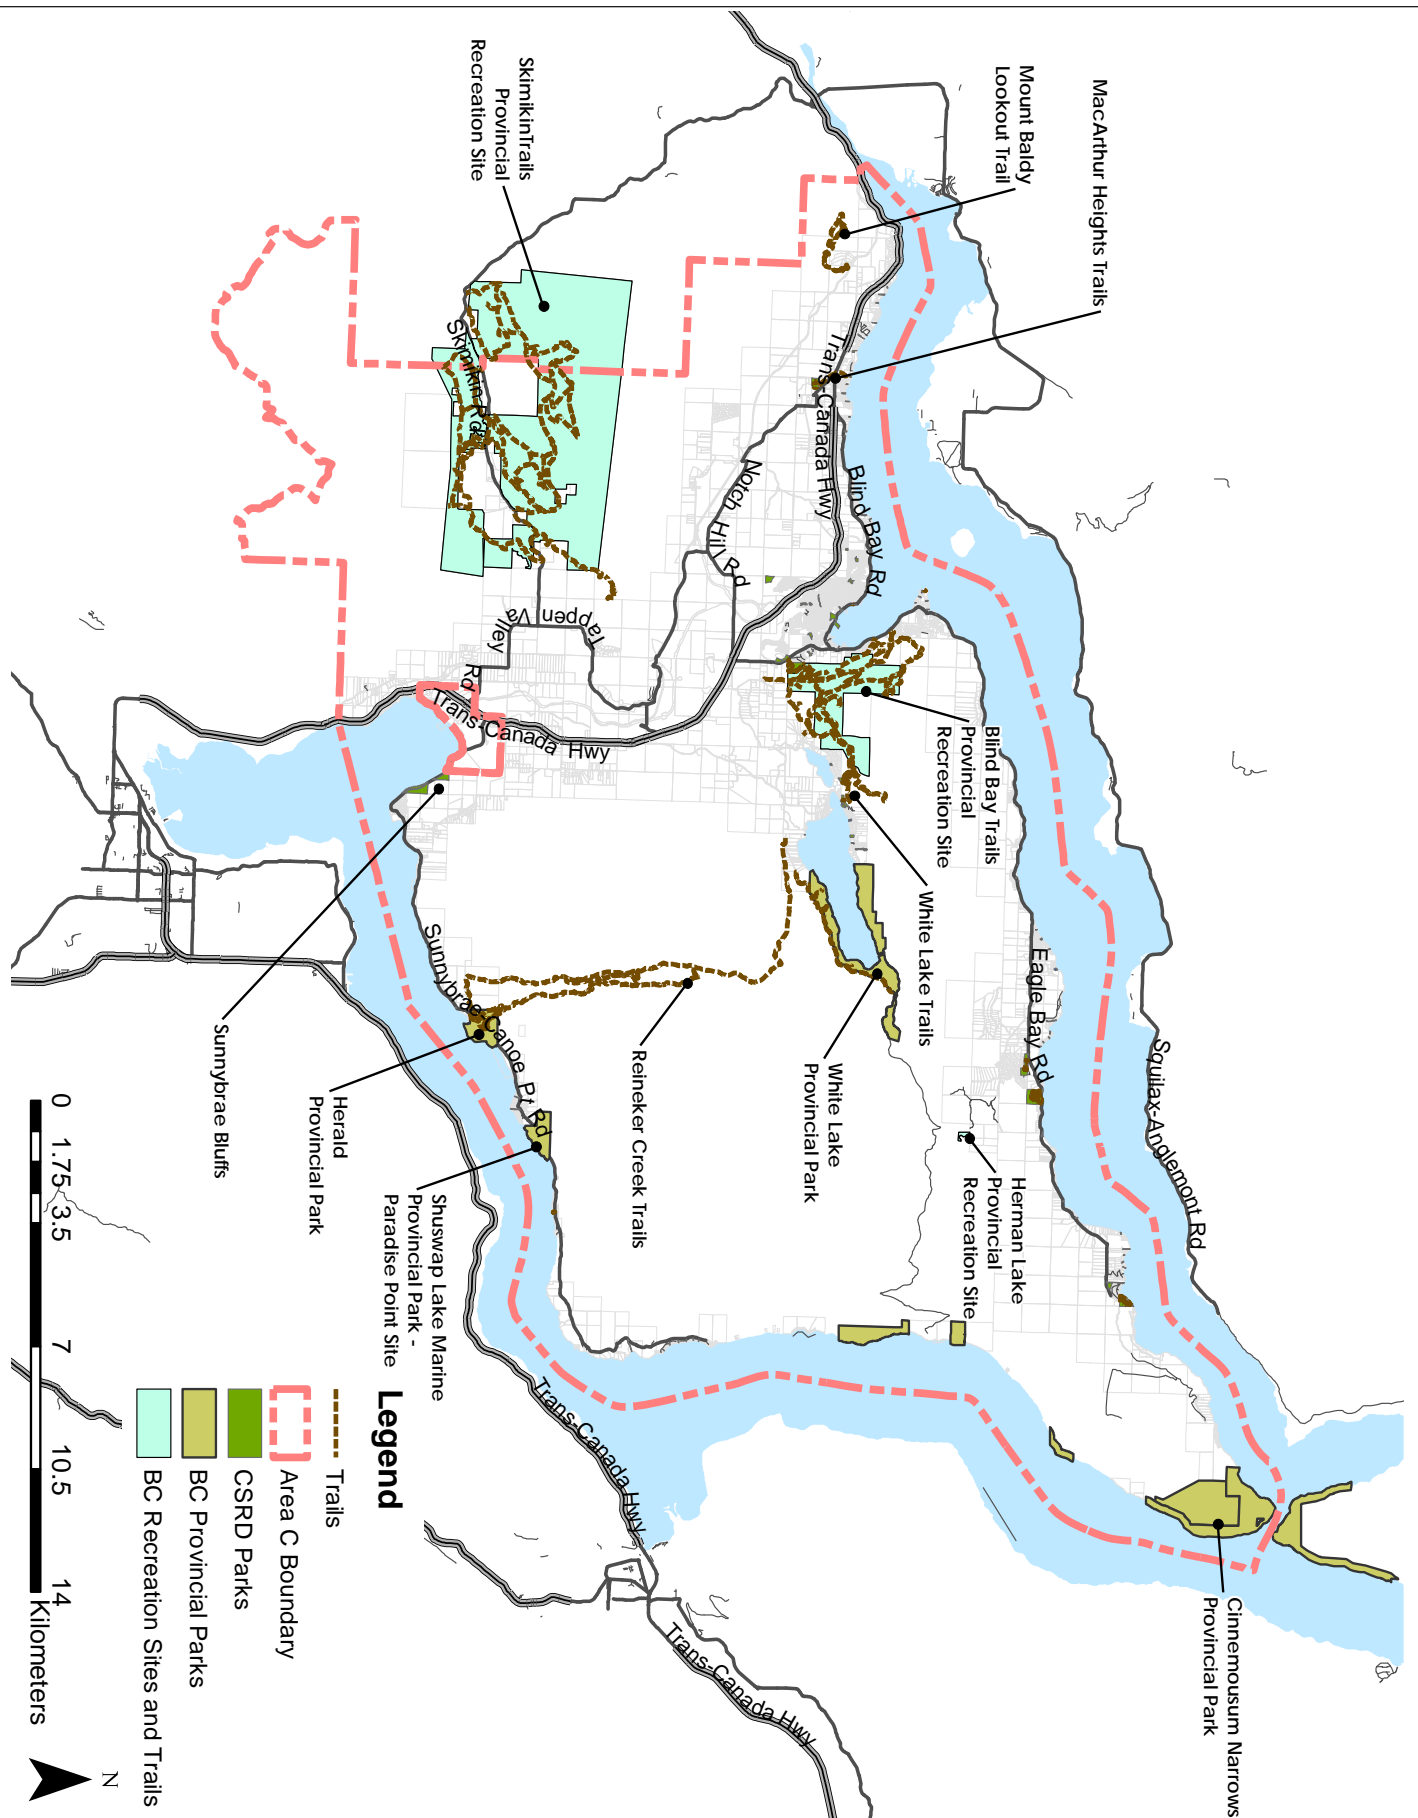 MacArthur Heights Trails
Mount Baldy
Lookout Trail
SkimikinTrails
Provincial
Recreation Site
Trans-Canada Hwy
Blind Bay Rd
Notch Hill Rd
Skimikin Rd
Tappen Valley Rd
Trans-Canada Hwy
Blind Bay Trails
Provincial
Recreation Site
White Lake Trails
White Lake
Provincial Park
Eagle Bay Rd
Squilax-Anglemont Rd
Herman Lake
Provincial
Recreation Site
Cinnemousum Narrows
Provincial Park
Reineker Creek Trails
Sunnybrae-Canoe Pt Rd
Sunnybrae Bluffs
Herald
Provincial Park
Shuswap Lake Marine
Provincial Park -
Paradise Point Site
Trans-Canada Hwy
Trans-Canada Hwy
Legend
Trails
Area C Boundary
CSRD Parks
BC Provincial Parks
BC Recreation Sites and Trails
0 1.75 3.5 7 10.5 14
Kilometers
N